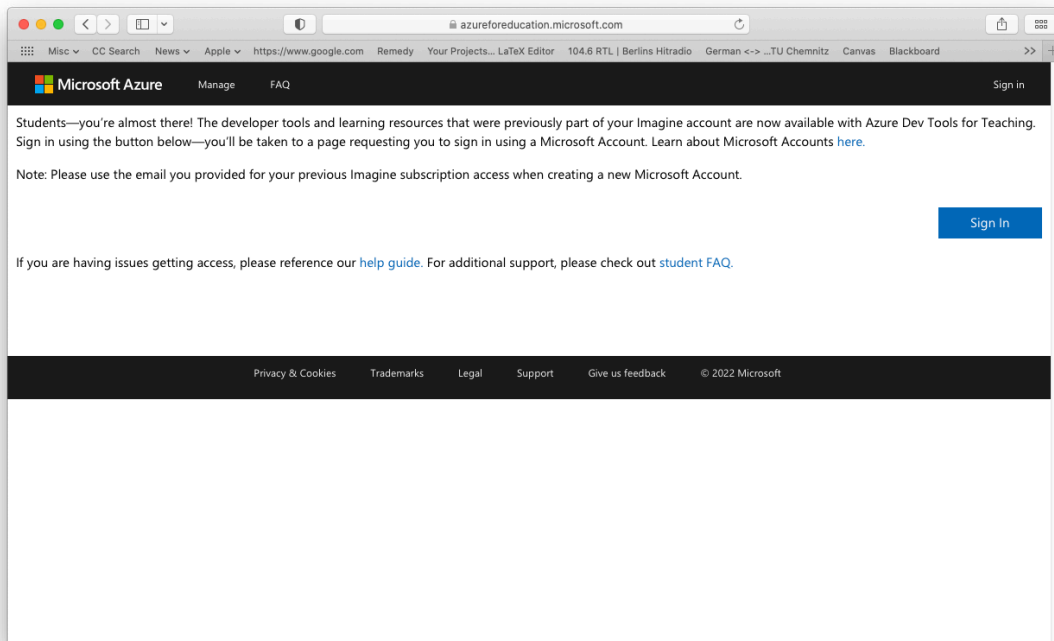 azureforeducation.microsoft.com
Misc CC Search News Apple https://www.google.com Remedy Your Projects... LaTeX Editor 104.6 RTL | Berlins Hitradio German <-> ...TU Chemnitz Canvas Blackboard >>
Microsoft Azure Manage FAQ Sign in
Students—you're almost there! The developer tools and learning resources that were previously part of your Imagine account are now available with Azure Dev Tools for Teaching.
Sign in using the button below—you'll be taken to a page requesting you to sign in using a Microsoft Account. Learn about Microsoft Accounts here.
Note: Please use the email you provided for your previous Imagine subscription access when creating a new Microsoft Account.
Sign In
If you are having issues getting access, please reference our help guide. For additional support, please check out student FAQ.
Privacy & Cookies Trademarks Legal Support Give us feedback © 2022 Microsoft